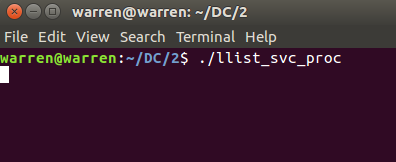 warren@warren: ~/DC/2
File Edit View Search Terminal Help
warren@warren:~/DC/2$ ./llist_svc_proc